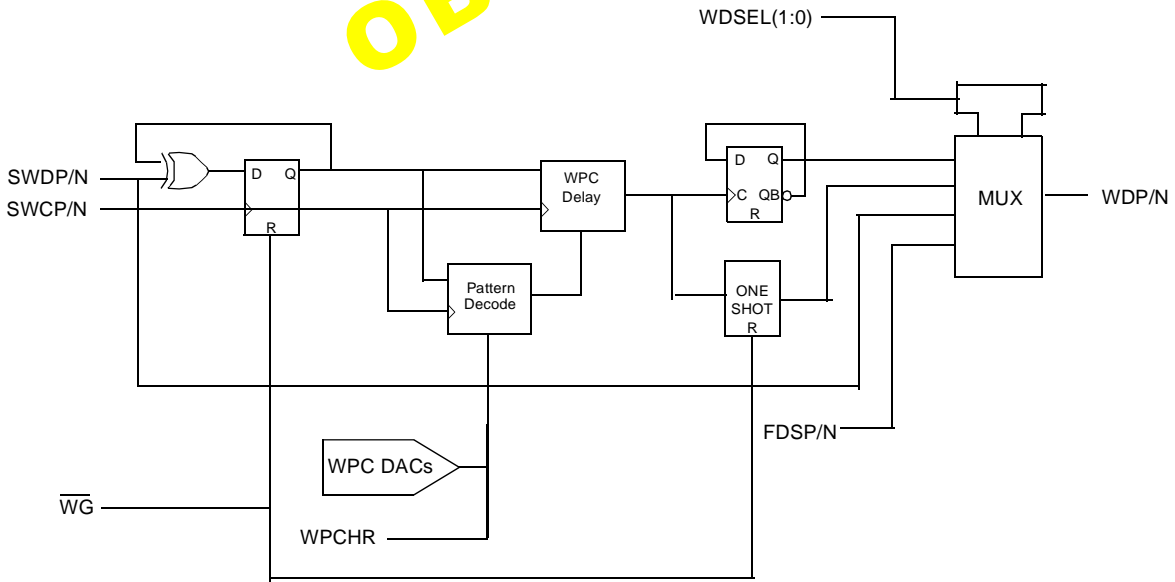 OB
WDSEL(1:0)
SWDP/N
SWCP/N
D Q
R
WPC
Delay
D Q
C QB
R
MUX
WDP/N
Pattern
Decode
ONE
SHOT
R
FDSP/N
WPC DACs
WG
WPCHR